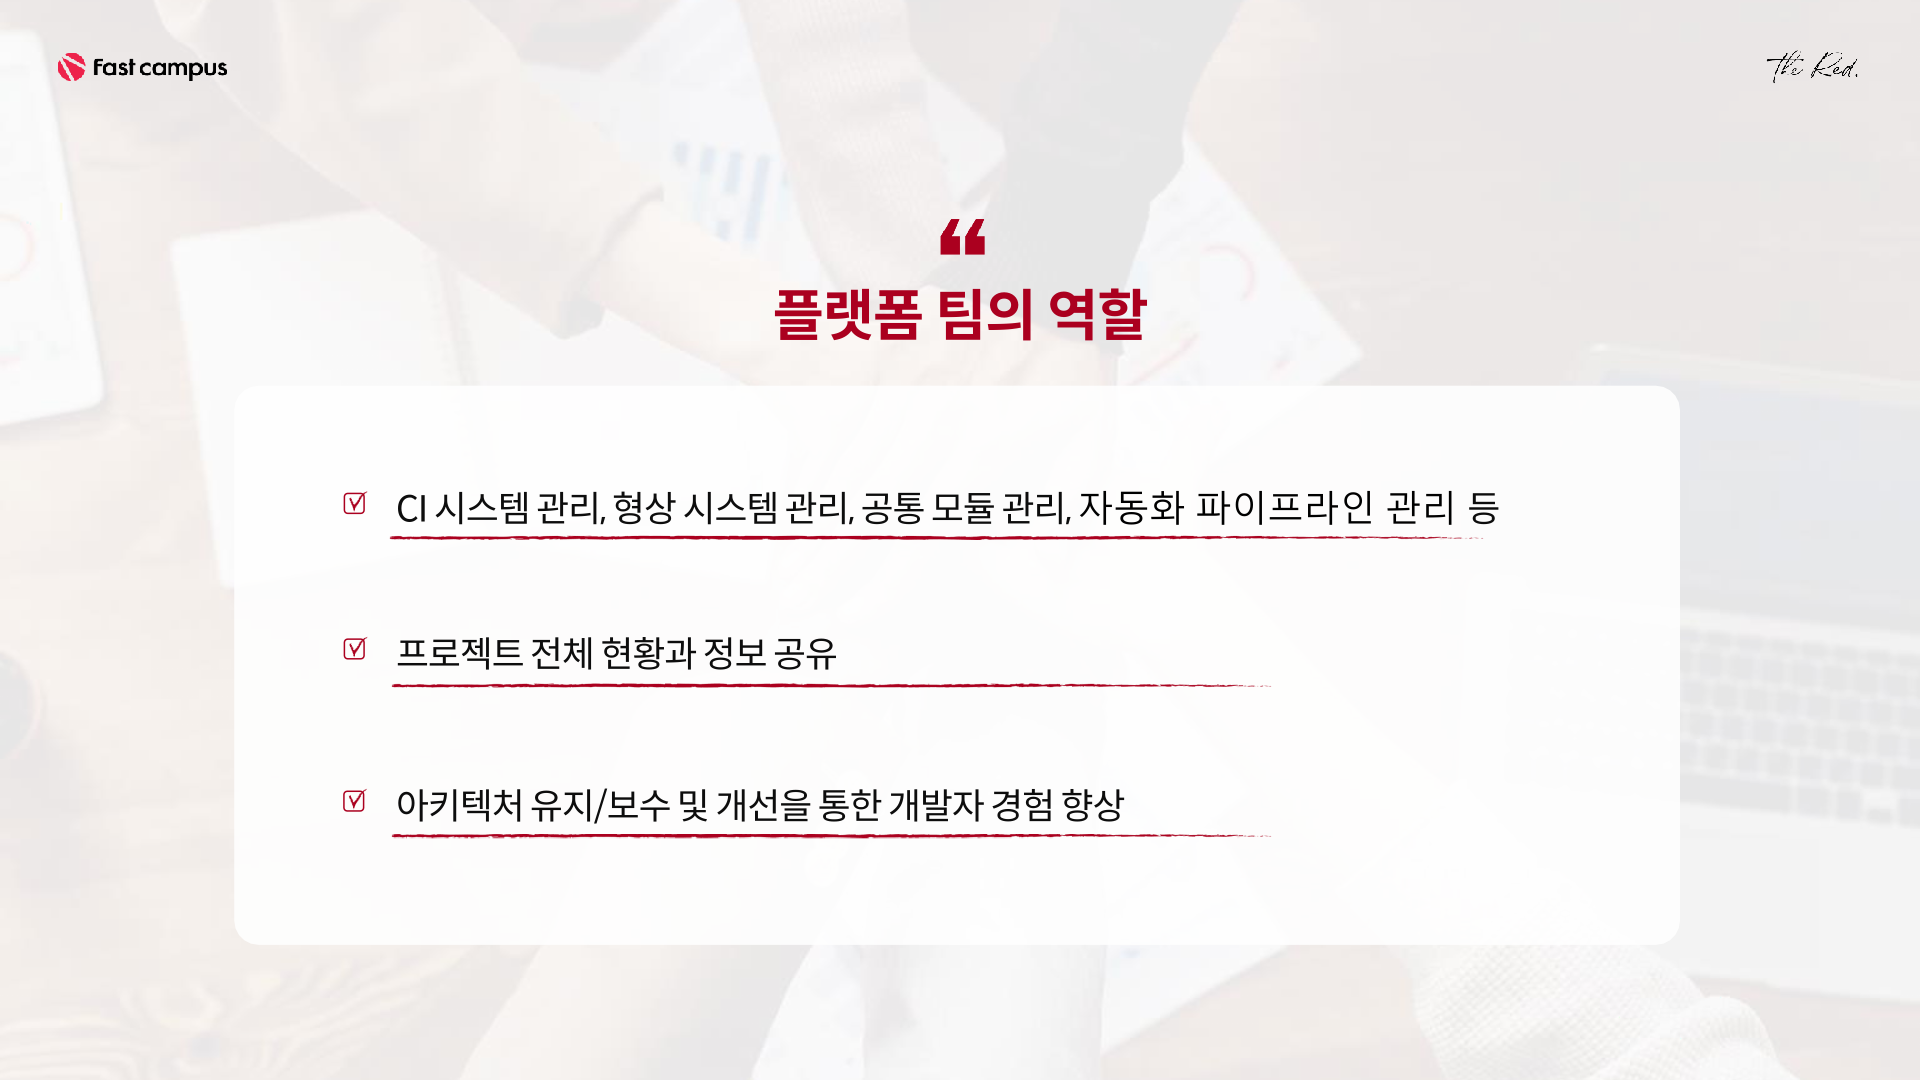 Fast campus
The Red.
❝
플랫폼 팀의 역할
CI 시스템 관리, 형상 시스템 관리, 공통 모듈 관리, 자동화 파이프라인 관리 등
프로젝트 전체 현황과 정보 공유
아키텍처 유지/보수 및 개선을 통한 개발자 경험 향상